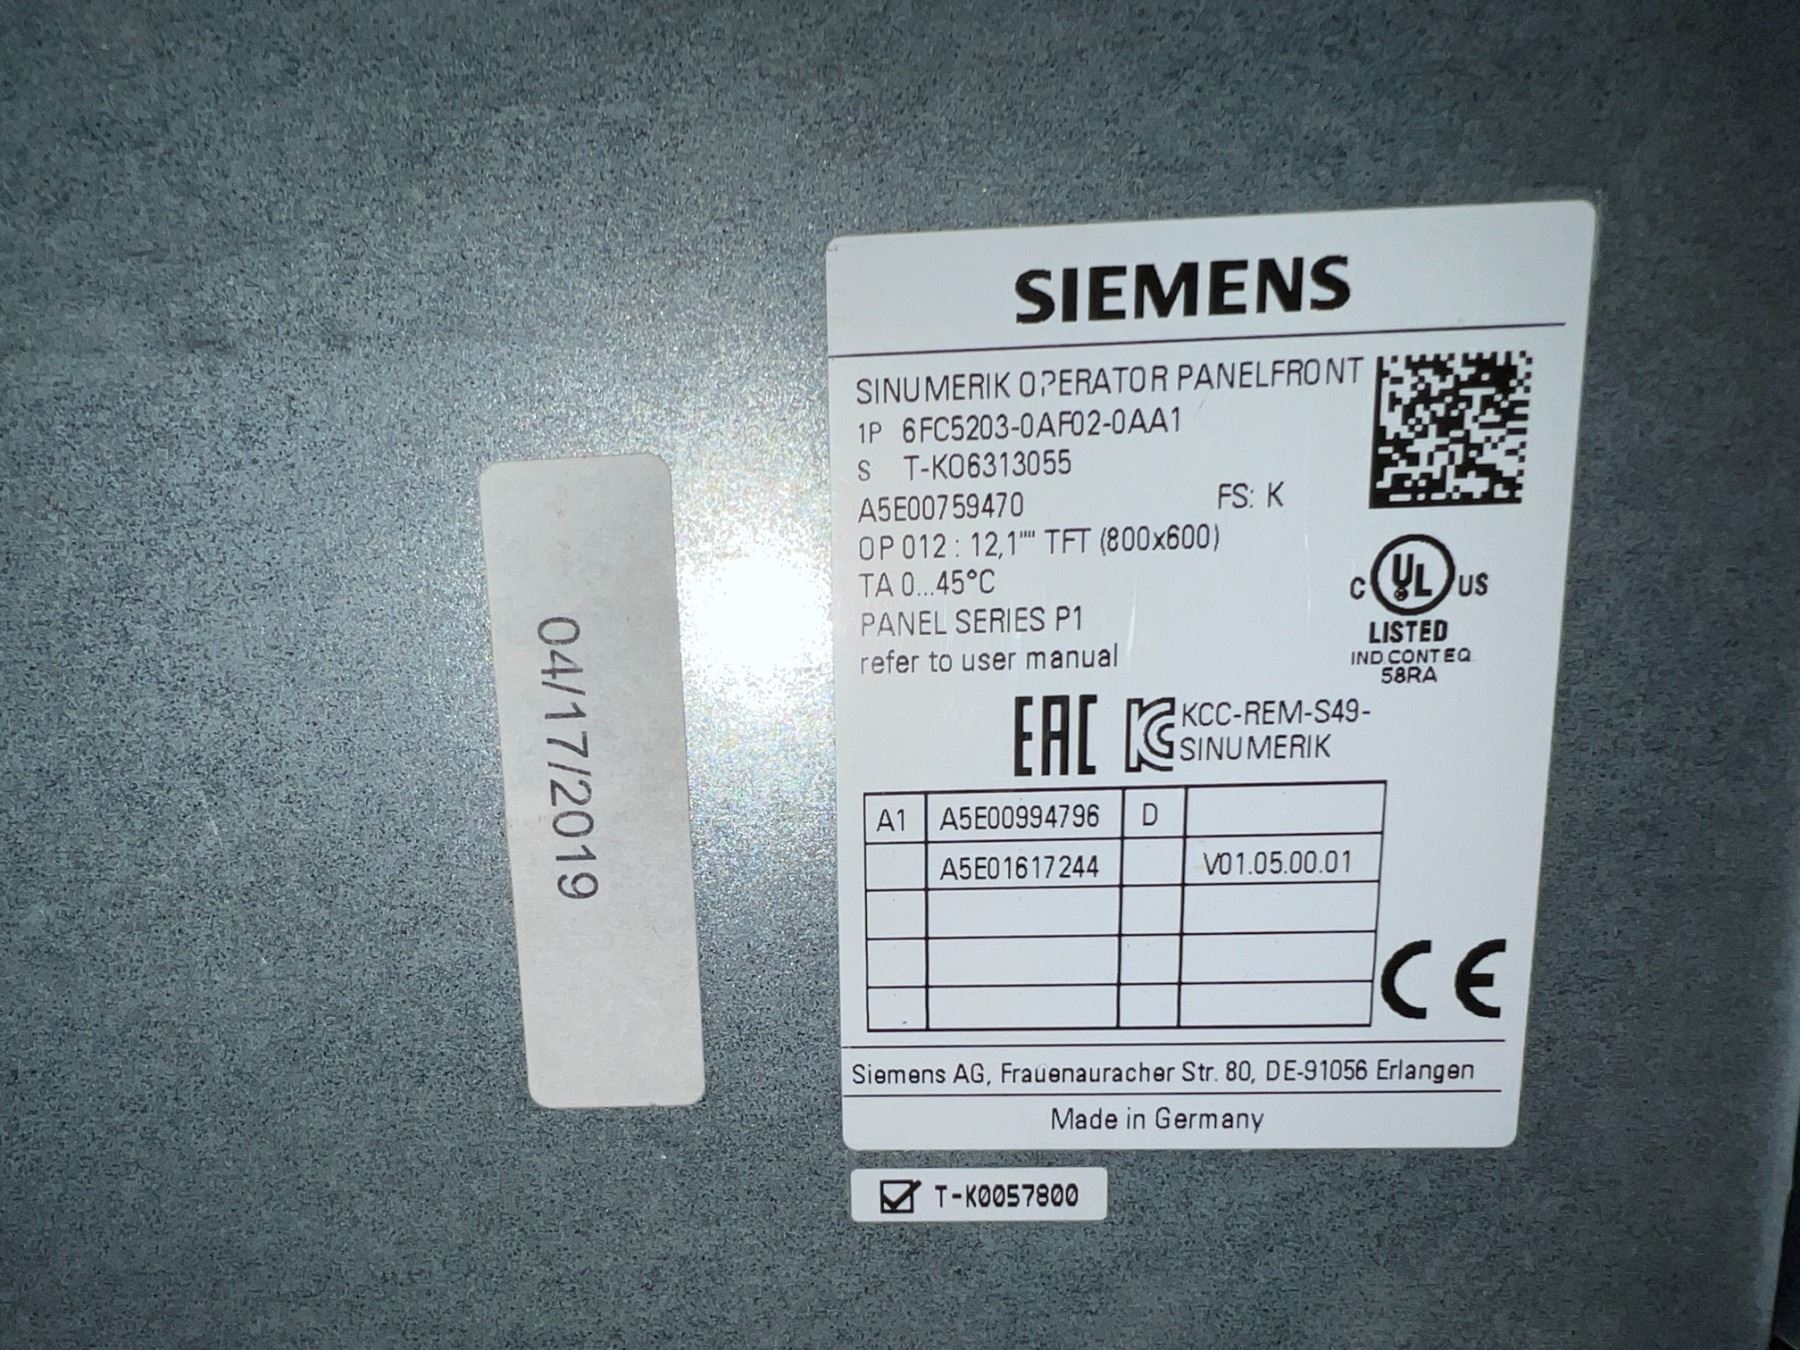 SIEMENS
SINUMERIK OPERATOR PANELFRONT
1P 6FC5203-0AF02-0AA1
S T-K06313055
A5E00759470 FS: K
OP 012 : 12,1"" TFT (800x600)
TA 0...45°C
PANEL SERIES P1
refer to user manual
C UL US
LISTED
IND.CONT.EQ.
58RA
EAC
KCC-REM-S49-
SINUMERIK
A1 A5E00994796 D
A5E01617244 V01.05.00.01
CE
Siemens AG, Frauenauracher Str. 80, DE-91056 Erlangen
Made in Germany
T-K0057800
04/17/2019